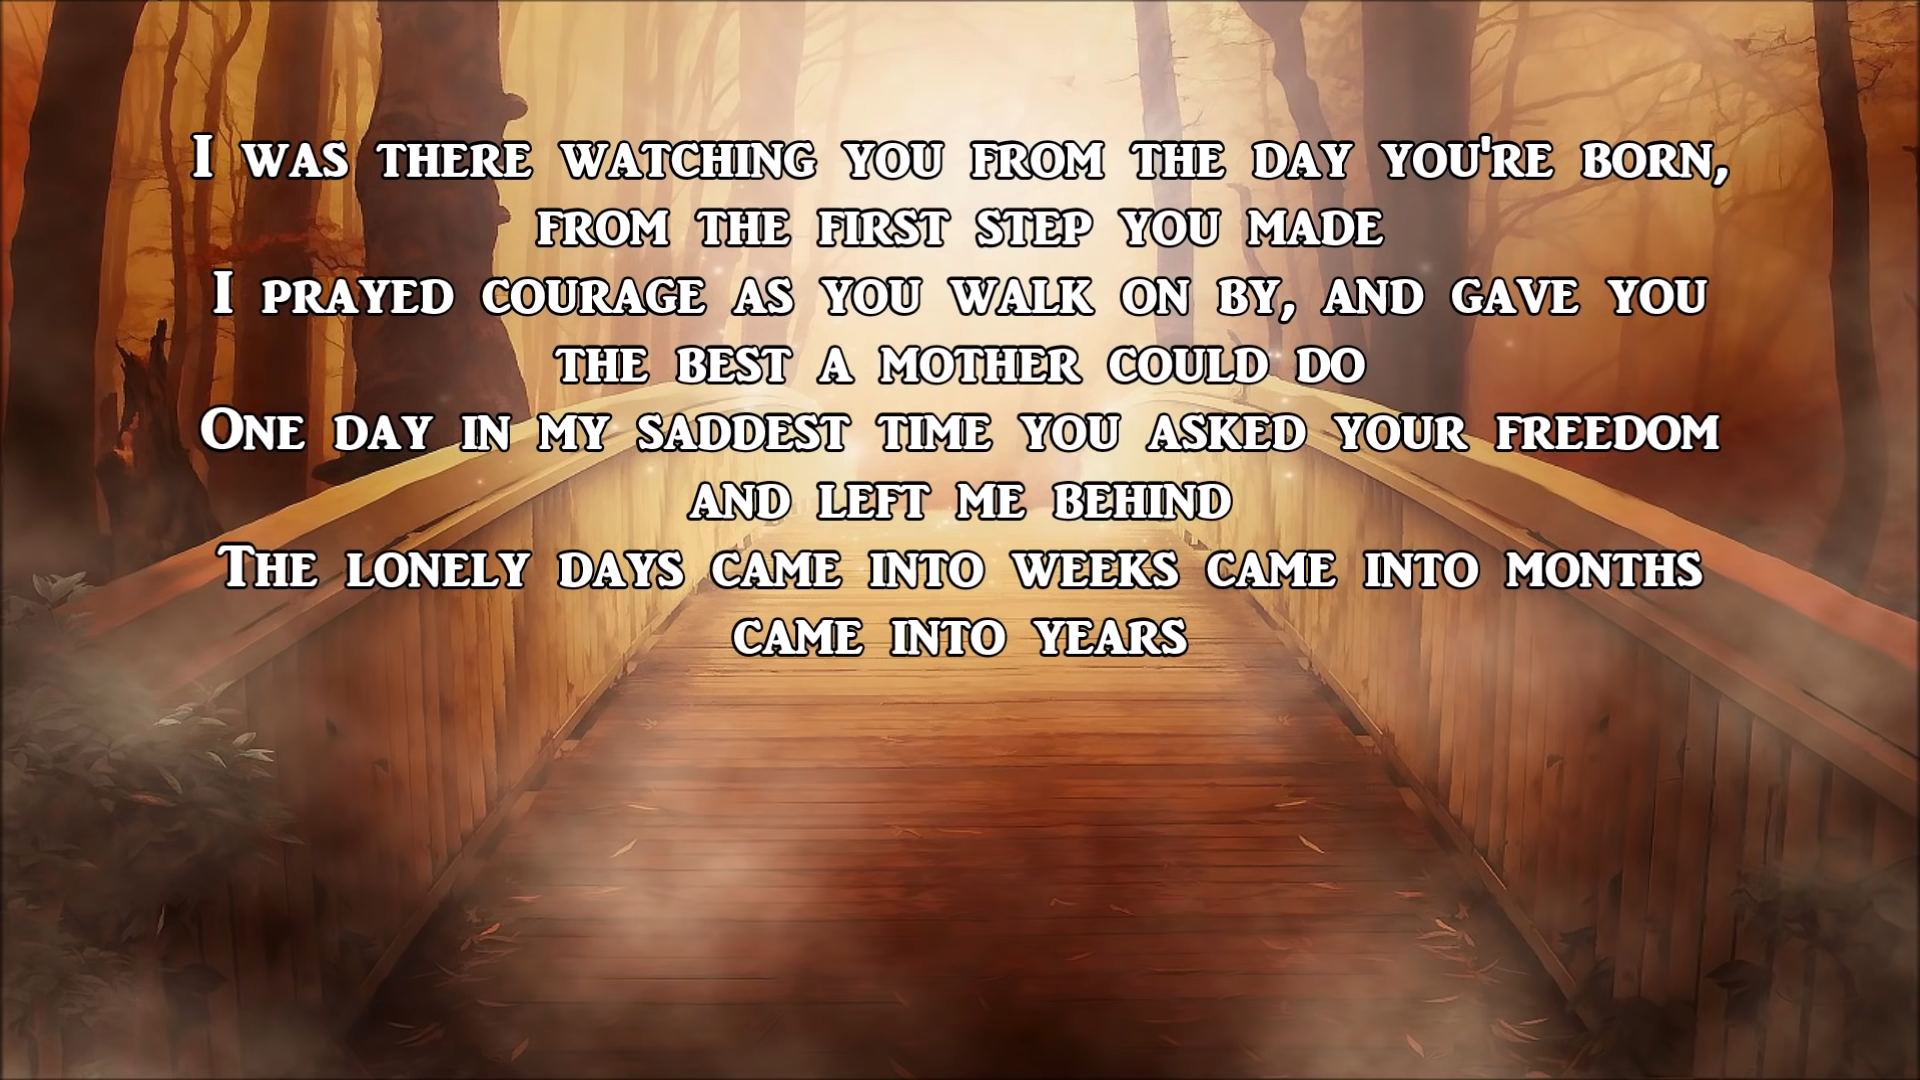 I was there watching you from the day you're born,
from the first step you made
I prayed courage as you walk on by, and gave you
the best a mother could do
One day in my saddest time you asked your freedom
and left me behind
The lonely days came into weeks came into months
came into years